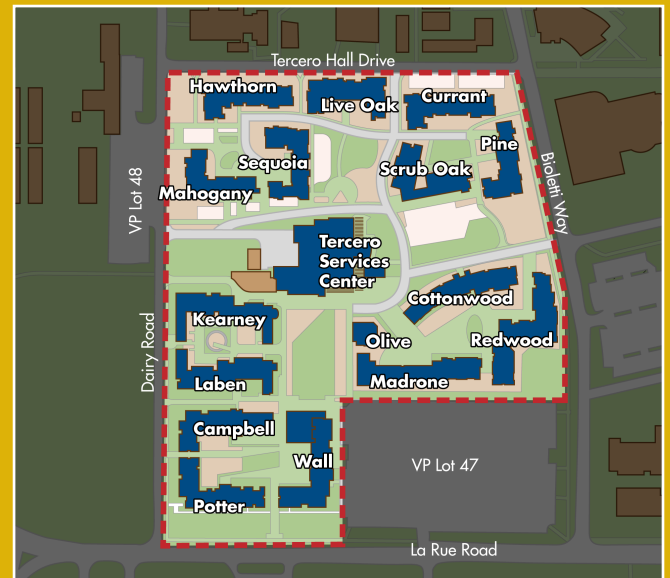 Tercero Hall Drive
Hawthorn
Live Oak
Currant
Pine
Sequoia
Scrub Oak
Mahogany
VP Lot 48
Bioletti Way
Tercero
Services
Center
Cottonwood
Kearney
Olive
Redwood
Dairy Road
Laben
Madrone
Campbell
Wall
VP Lot 47
Potter
La Rue Road